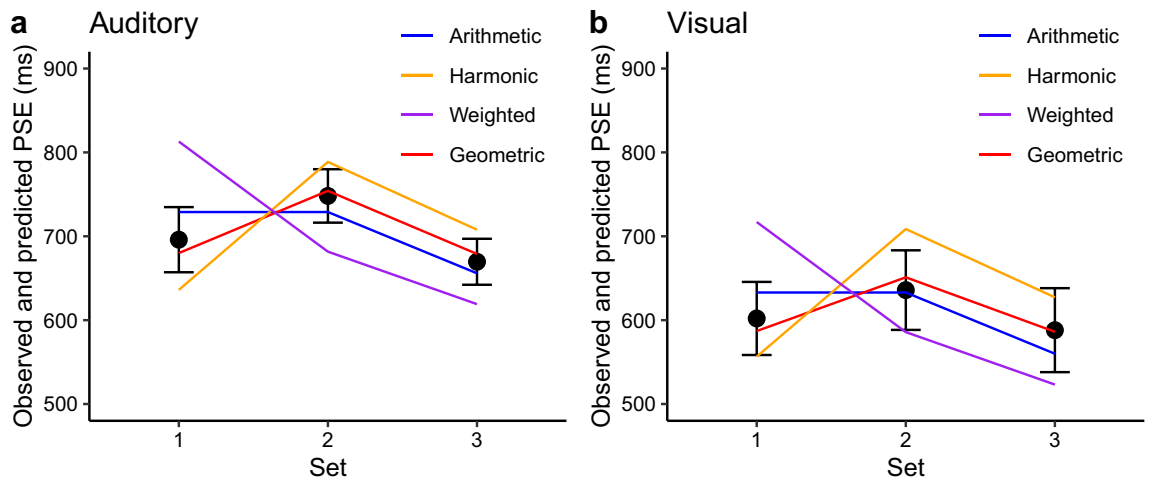 a Auditory
Observed and predicted PSE (ms)
900
800
700
600
500
Arithmetic
Harmonic
Weighted
Geometric
1 2 3
Set
b Visual
Observed and predicted PSE (ms)
900
800
700
600
500
Arithmetic
Harmonic
Weighted
Geometric
1 2 3
Set